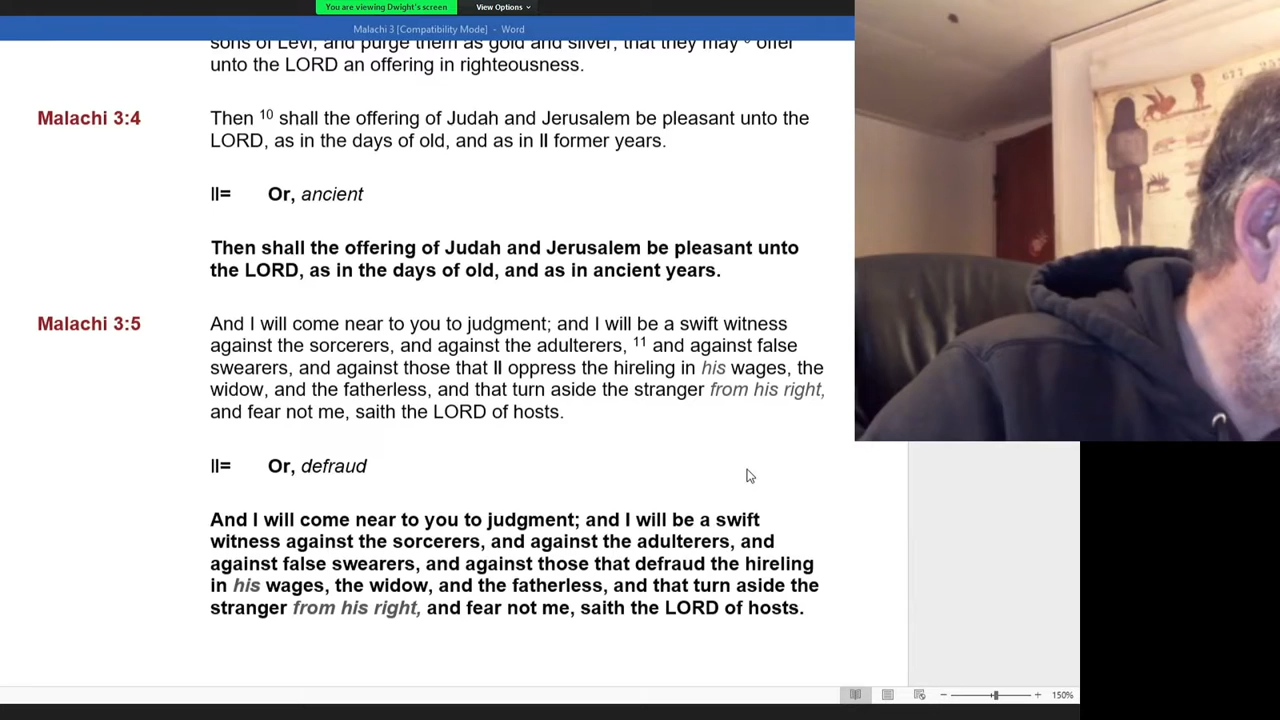 You are viewing Dwight's screen View Options
Malachi 3 [Compatibility Mode] - Word
sons of Levi, and purge them as gold and silver, that they may offer
unto the LORD an offering in righteousness.
Malachi 3:4 Then 10 shall the offering of Judah and Jerusalem be pleasant unto the
LORD, as in the days of old, and as in II former years.
II= Or, ancient
Then shall the offering of Judah and Jerusalem be pleasant unto
the LORD, as in the days of old, and as in ancient years.
Malachi 3:5 And I will come near to you to judgment; and I will be a swift witness
against the sorcerers, and against the adulterers, 11 and against false
swearers, and against those that II oppress the hireling in his wages, the
widow, and the fatherless, and that turn aside the stranger from his right,
and fear not me, saith the LORD of hosts.
II= Or, defraud
And I will come near to you to judgment; and I will be a swift
witness against the sorcerers, and against the adulterers, and
against false swearers, and against those that defraud the hireling
in his wages, the widow, and the fatherless, and that turn aside the
stranger from his right, and fear not me, saith the LORD of hosts.
150%